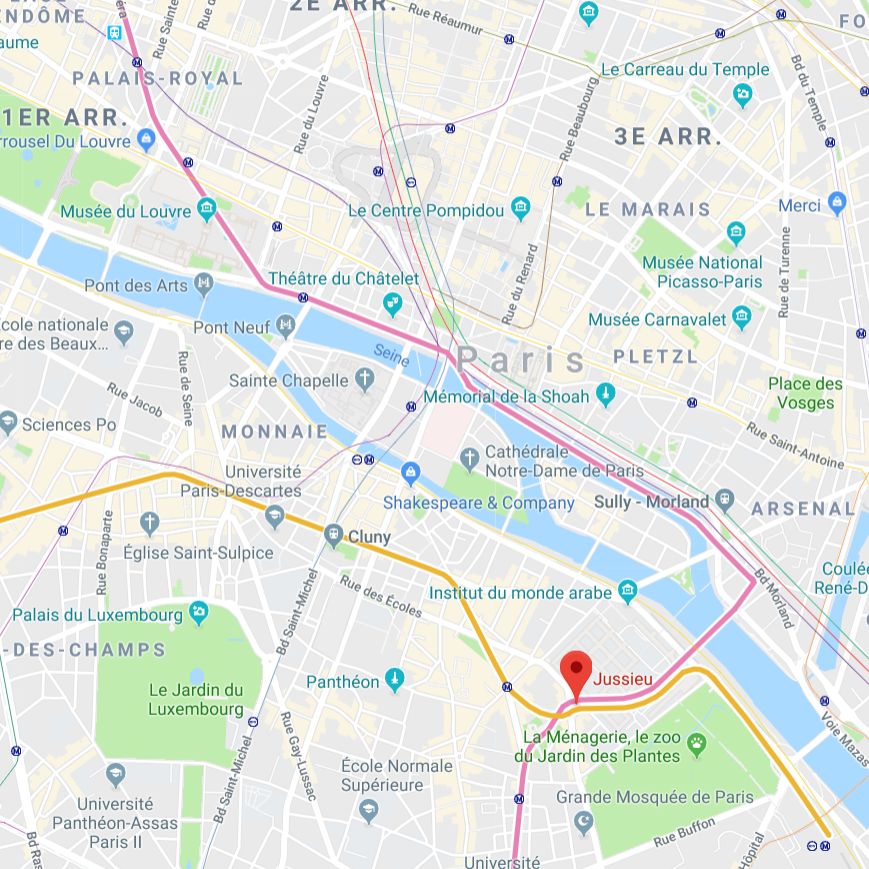 2E ARR.
Rue Réaumur
Rue Sainte
NDÔME
aume
PALAIS-ROYAL
Le Carreau du Temple
Bd du Temple
FO
1ER ARR.
rrousel Du Louvre
Rue du Louvre
Rue Beaubourg
3E ARR.
Musée du Louvre
Le Centre Pompidou
LE MARAIS
Merci
Musée National
Picasso-Paris
Rue de Turenne
Pont des Arts
Théâtre du Châtelet
Rue du Renard
Musée Carnavalet
cole nationale
re des Beaux...
Pont Neuf
Seine
Paris
PLETZL
Rue de Seine
Sainte Chapelle
Mémorial de la Shoah
Place des
Vosges
Rue Jacob
Sciences Po
MONNAIE
Rue Saint-Antoine
Cathédrale
Notre-Dame de Paris
Université
Paris-Descartes
Shakespeare & Company
Sully - Morland
ARSENAL
Rue Bonaparte
Église Saint-Sulpice
Cluny
Coulée
René-D
Bd Morland
Rue des Écoles
Institut du monde arabe
Palais du Luxembourg
Bd Saint-Michel
-DES-CHAMPS
Panthéon
Jussieu
Le Jardin du
Luxembourg
Rue Gay-Lussac
La Ménagerie, le zoo
du Jardin des Plantes
Voie Mazas
Bd Saint-Michel
École Normale
Supérieure
Université
Panthéon-Assas
Paris II
Grande Mosquée de Paris
Rue Buffon
Hôpital
Bd Ras
Université